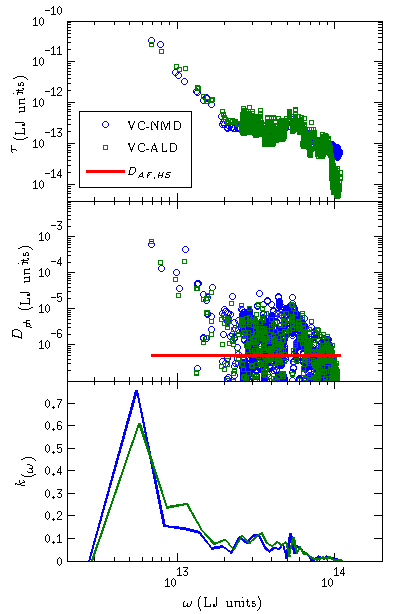 10^-10
10^-11
10^-12
10^-13
10^-14
τ (LJ units)
VC-NMD
VC-ALD
D_AF,HS
10^-3
10^-4
10^-5
10^-6
D_ph (LJ units)
0.7
0.6
0.5
0.4
0.3
0.2
0.1
0
k(ω)
10^13
10^14
ω (LJ units)